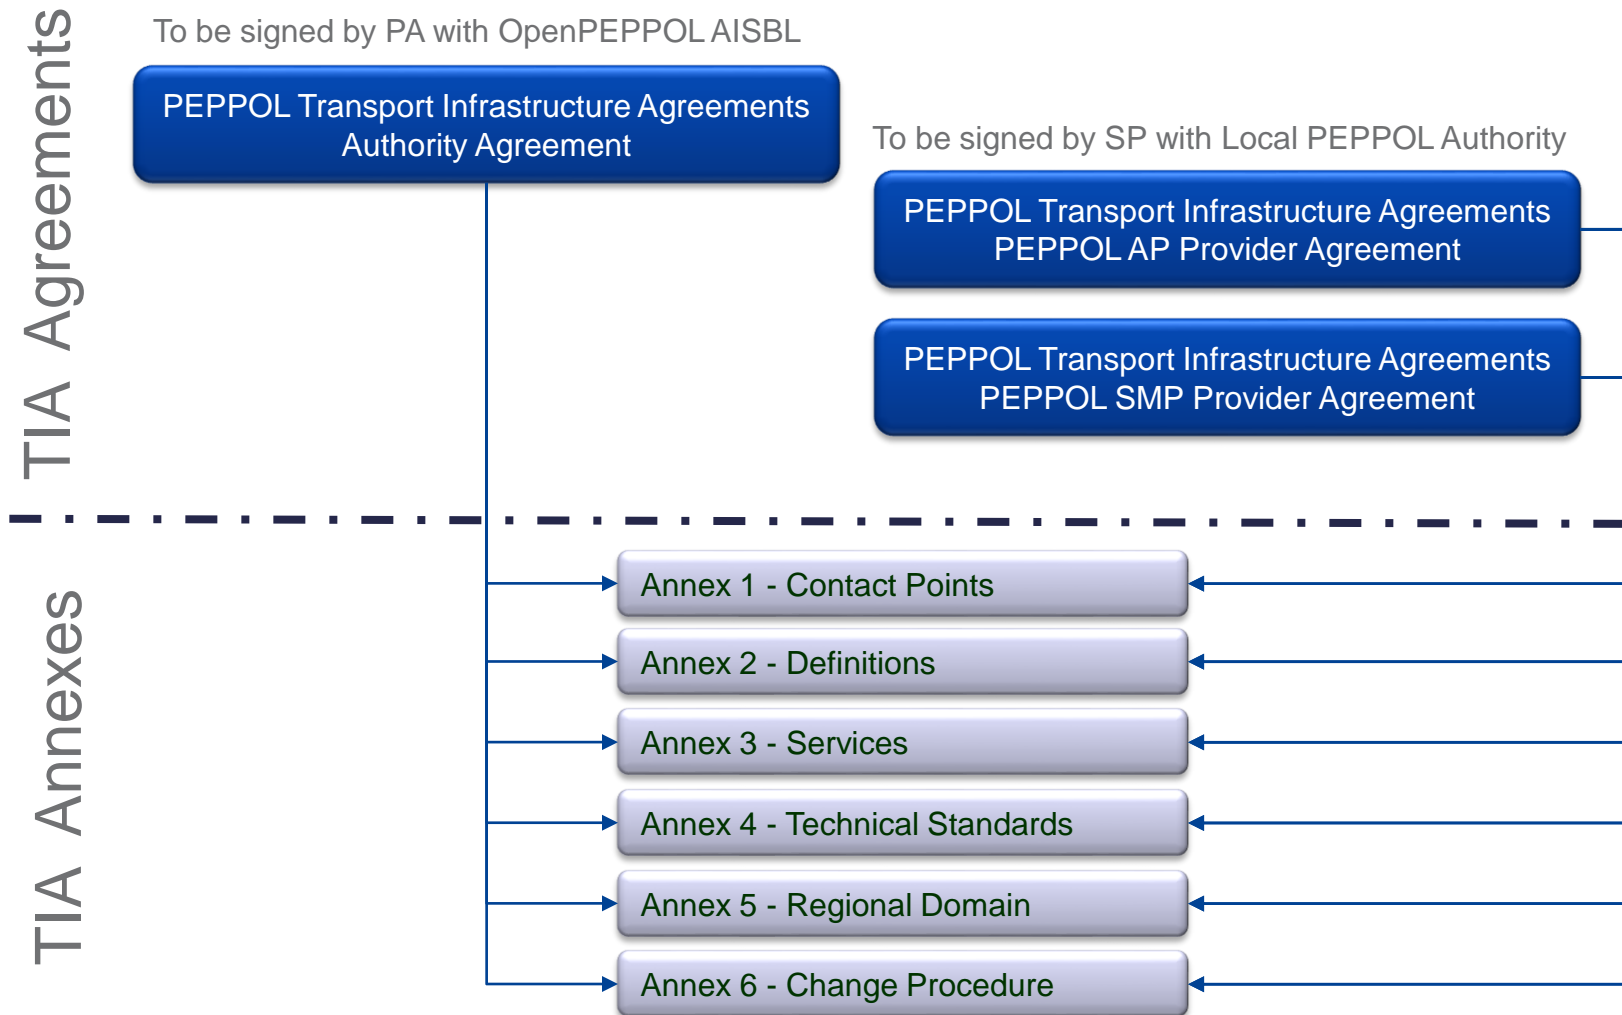 TIA Agreements
To be signed by PA with OpenPEPPOL AISBL
PEPPOL Transport Infrastructure Agreements
Authority Agreement
To be signed by SP with Local PEPPOL Authority
PEPPOL Transport Infrastructure Agreements
PEPPOL AP Provider Agreement
PEPPOL Transport Infrastructure Agreements
PEPPOL SMP Provider Agreement
TIA Annexes
Annex 1 - Contact Points
Annex 2 - Definitions
Annex 3 - Services
Annex 4 - Technical Standards
Annex 5 - Regional Domain
Annex 6 - Change Procedure